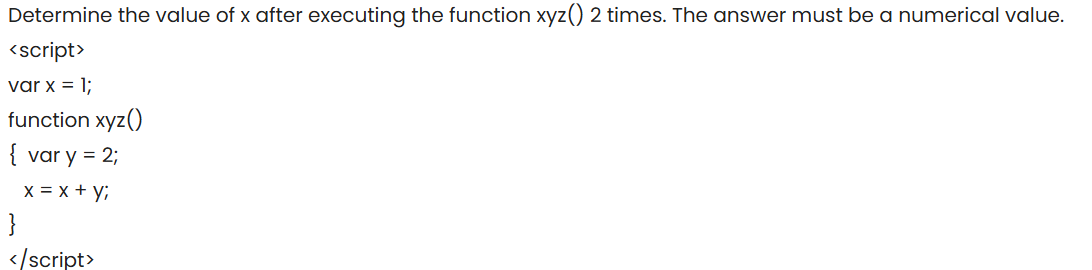 Determine the value of x after executing the function xyz() 2 times. The answer must be a numerical value.
<script>
var x = 1;
function xyz()
{ var y = 2;
x = x + y;
}
</script>